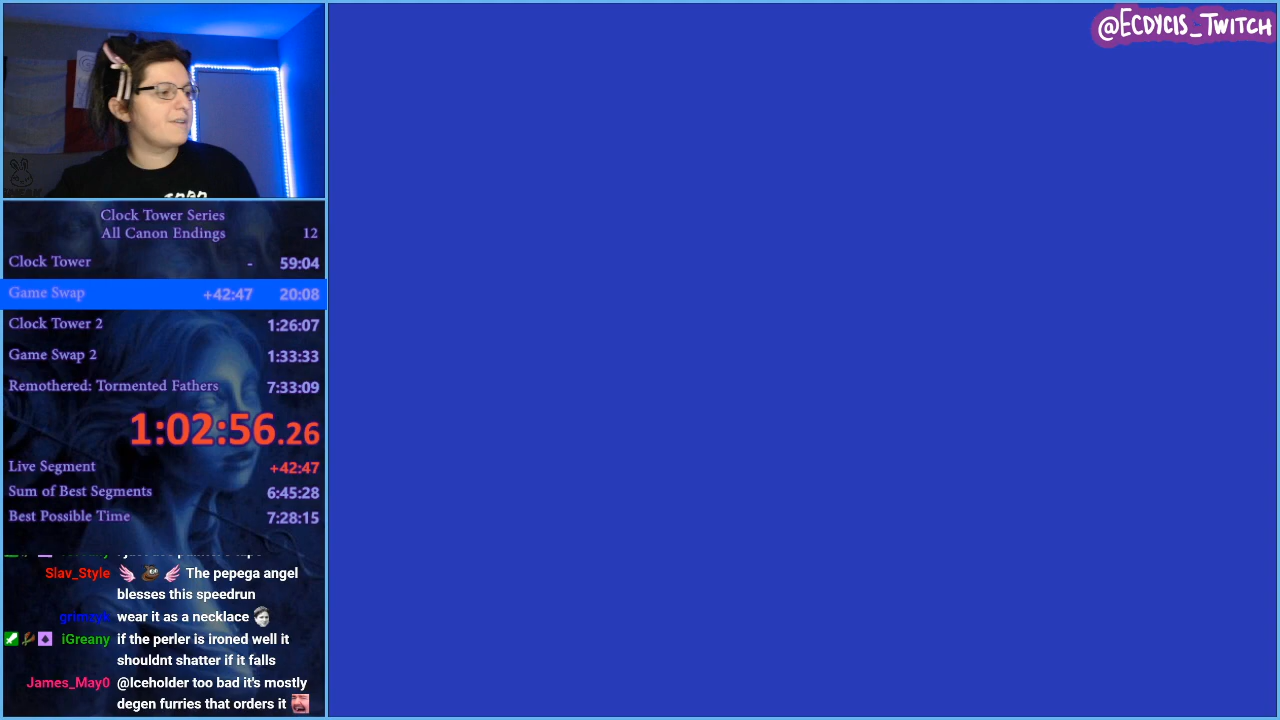 @Ecdycis_Twitch
Clock Tower Series
All Canon Endings 12
Clock Tower - 59:04
Game Swap +42:47 20:08
Clock Tower 2 1:26:07
Game Swap 2 1:33:33
Remothered: Tormented Fathers 7:33:09
1:02:56.26
Live Segment +42:47
Sum of Best Segments 6:45:28
Best Possible Time 7:28:15
Slav_Style The pepega angel
blesses this speedrun
wear it as a necklace
iGreany if the perler is ironed well it
shouldnt shatter if it falls
James_May0 @Iceholder too bad it's mostly
degen furries that orders it